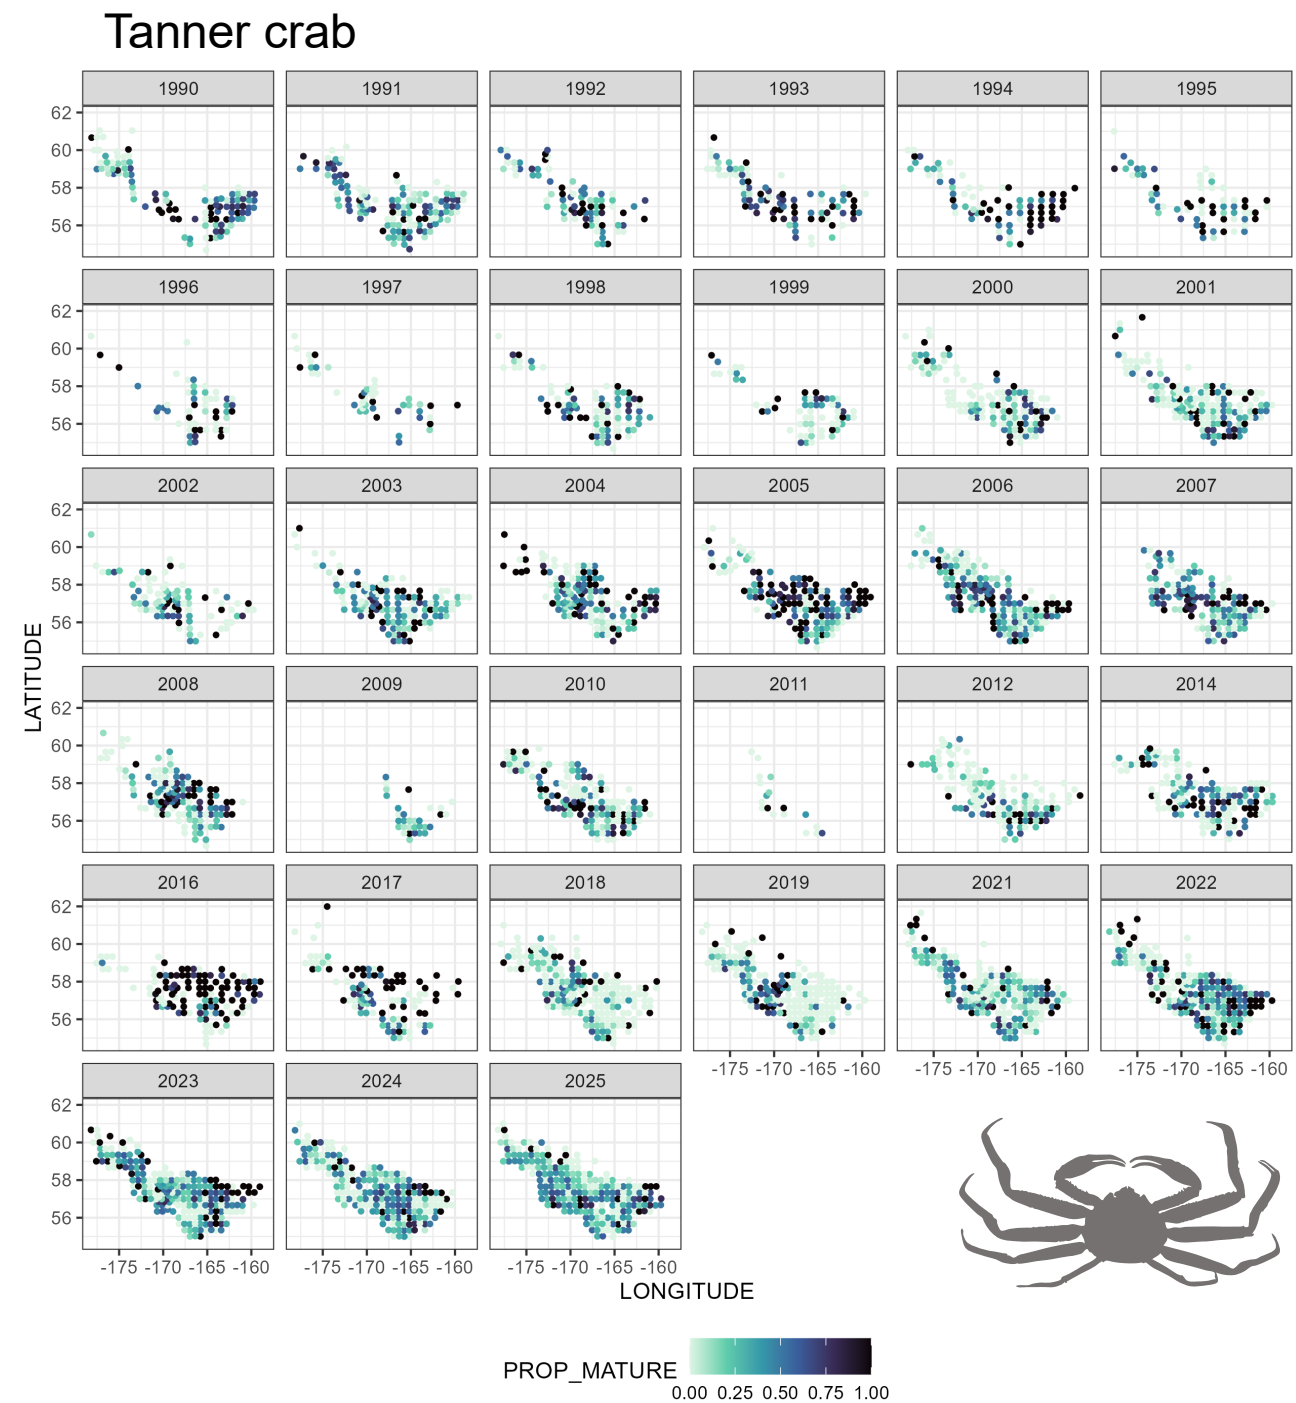 Tanner crab
1990 1991 1992 1993 1994 1995
62
60
58
56
1996 1997 1998 1999 2000 2001
62
60
58
56
2002 2003 2004 2005 2006 2007
62
60
58
56
LATITUDE
2008 2009 2010 2011 2012 2014
62
60
58
56
2016 2017 2018 2019 2021 2022
62
60
58
56
-175 -170 -165 -160 -175 -170 -165 -160 -175 -170 -165 -160
2023 2024 2025
62
60
58
56
-175 -170 -165 -160 -175 -170 -165 -160 -175 -170 -165 -160
LONGITUDE
PROP_MATURE
0.00 0.25 0.50 0.75 1.00